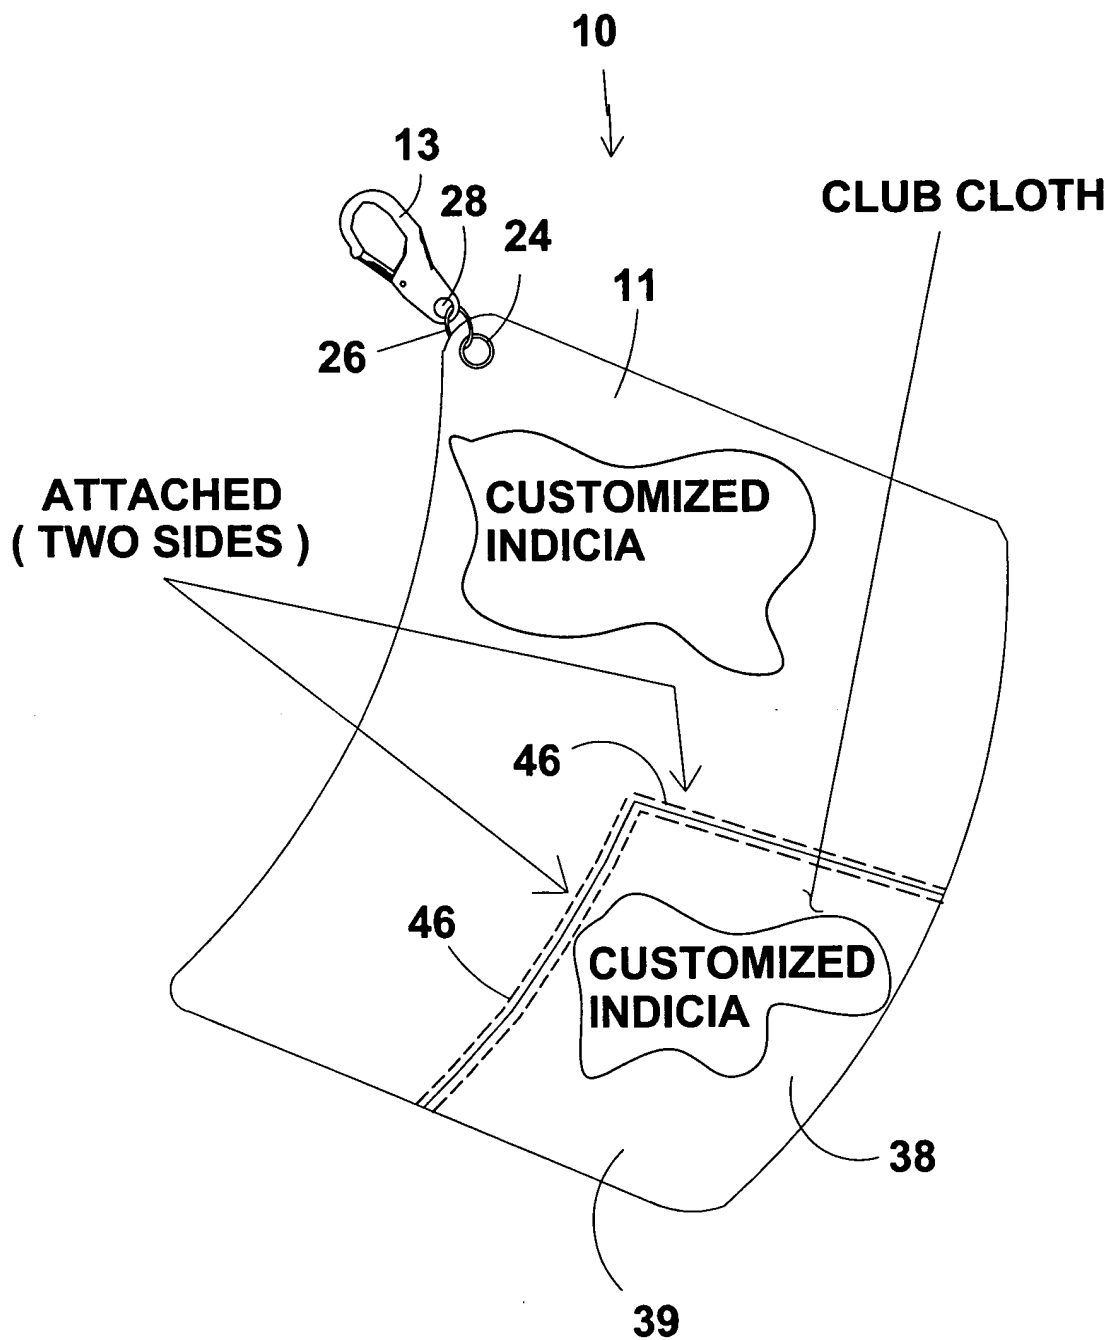 10
13
28
CLUB CLOTH
24
11
26
ATTACHED
( TWO SIDES )
CUSTOMIZED
INDICIA
46
46
CUSTOMIZED
INDICIA
38
39